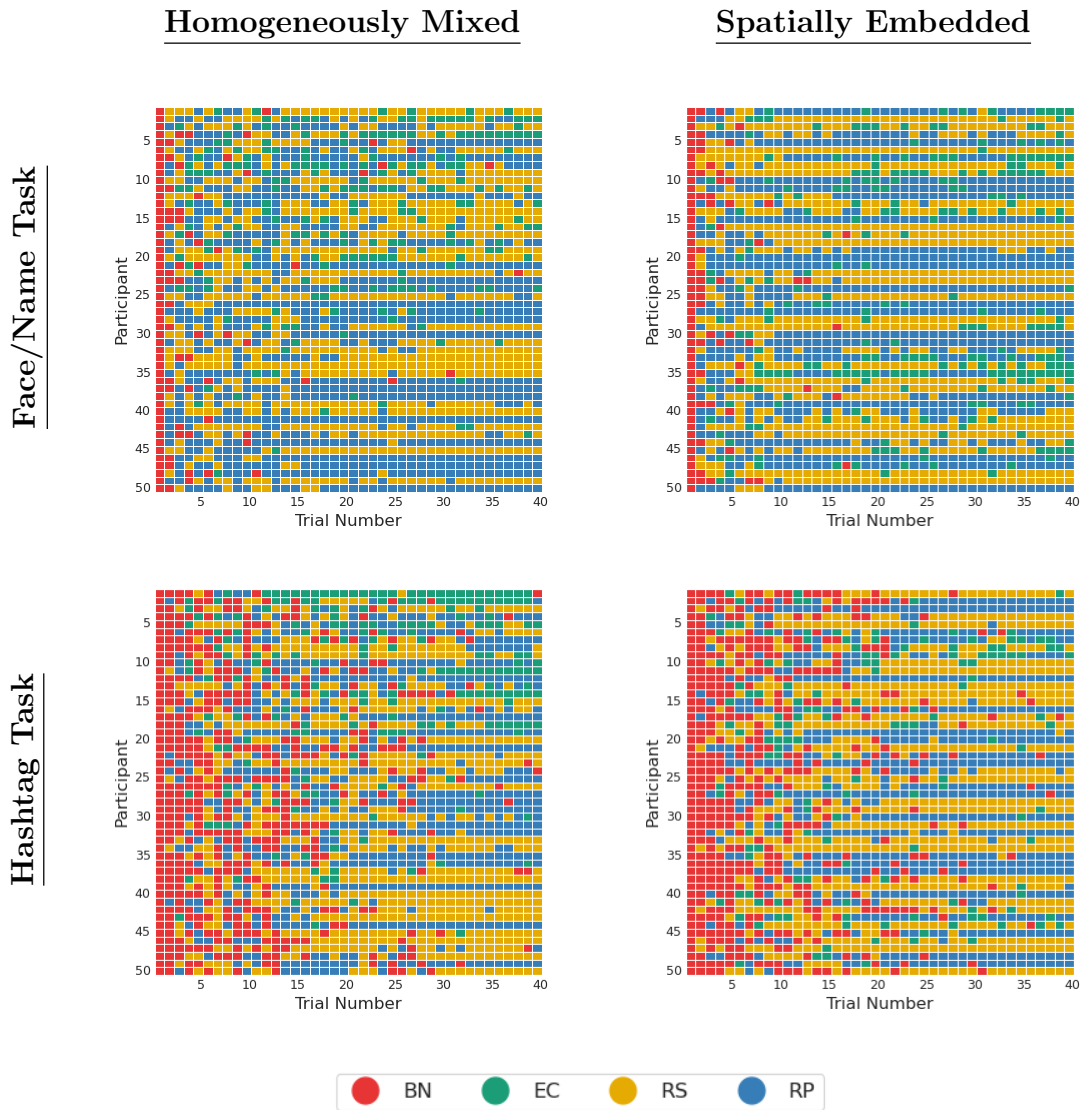 Homogeneously Mixed
Spatially Embedded
Face/Name Task
Participant
5
10
15
20
25
30
35
40
45
50
5 10 15 20 25 30 35 40
Trial Number
Participant
5
10
15
20
25
30
35
40
45
50
5 10 15 20 25 30 35 40
Trial Number
Hashtag Task
Participant
5
10
15
20
25
30
35
40
45
50
5 10 15 20 25 30 35 40
Trial Number
Participant
5
10
15
20
25
30
35
40
45
50
5 10 15 20 25 30 35 40
Trial Number
BN EC RS RP